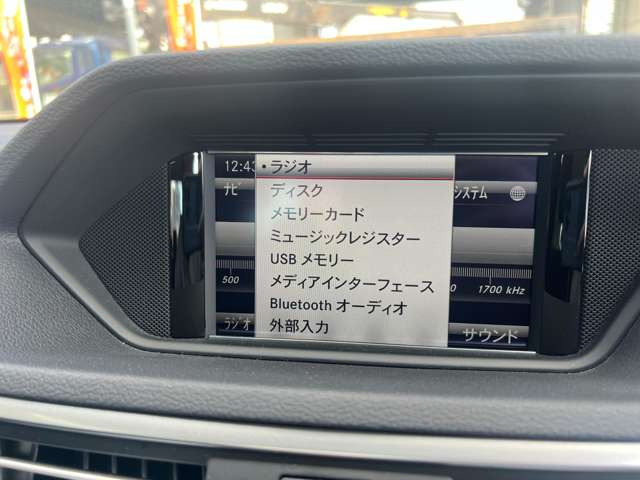 12:43
・ラジオ
ナビ
ディスク
システム
メモリーカード
ミュージックレジスター
USB メモリー
500
メディアインターフェース
1700 kHz
Bluetooth オーディオ
ラジオ
外部入力
サウンド